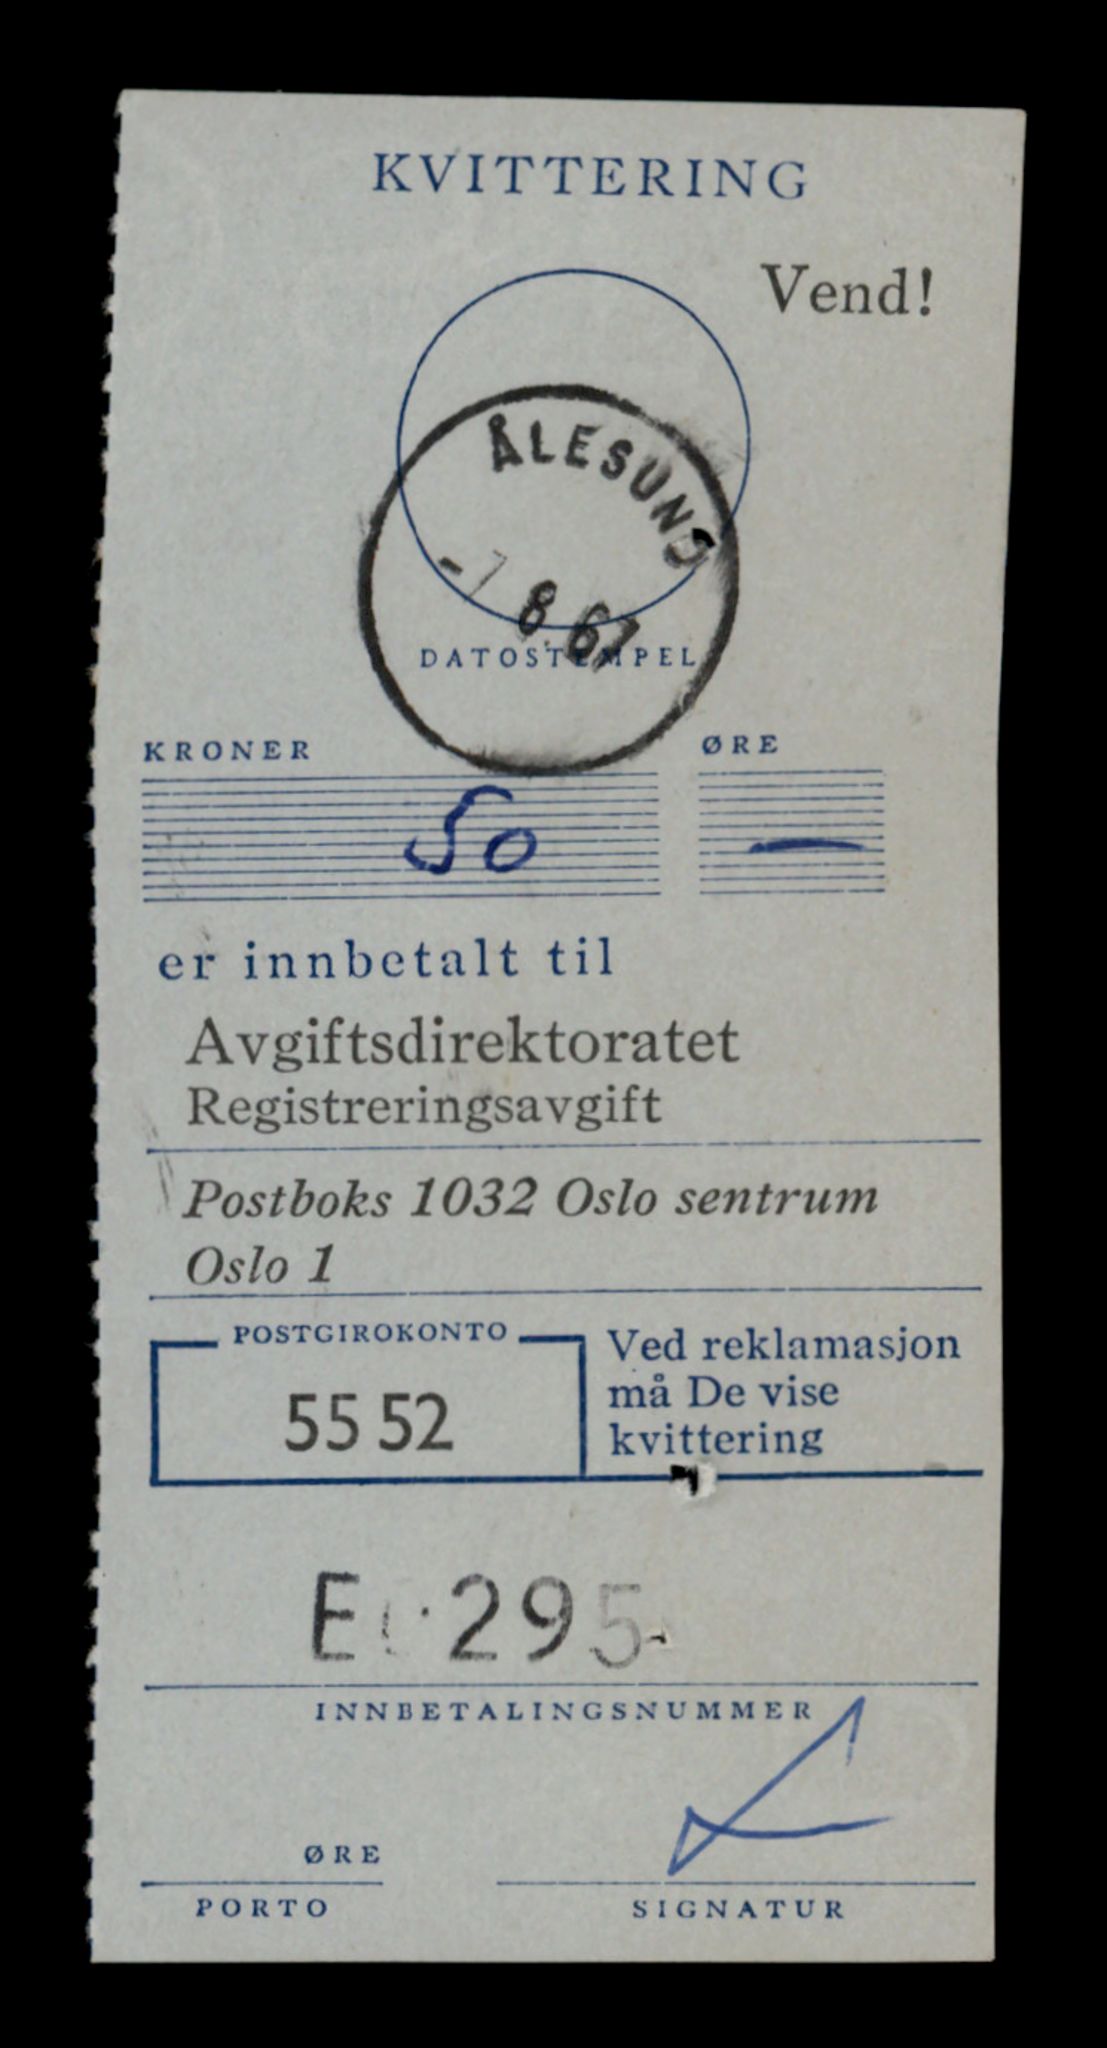 KVITTERING
Vend!
ÅLESUND
-7 8. 67
DATOSTEMPEL
KRONER
ØRE
50 —
er innbetalt til
Avgiftsdirektoratet
Registreringsavgift
Postboks 1032 Oslo sentrum
Oslo 1
POSTGIROKONTO
55 52
Ved reklamasjon
må De vise
kvittering
INNBETALINGSNUMMER
ØRE
PORTO
SIGNATUR